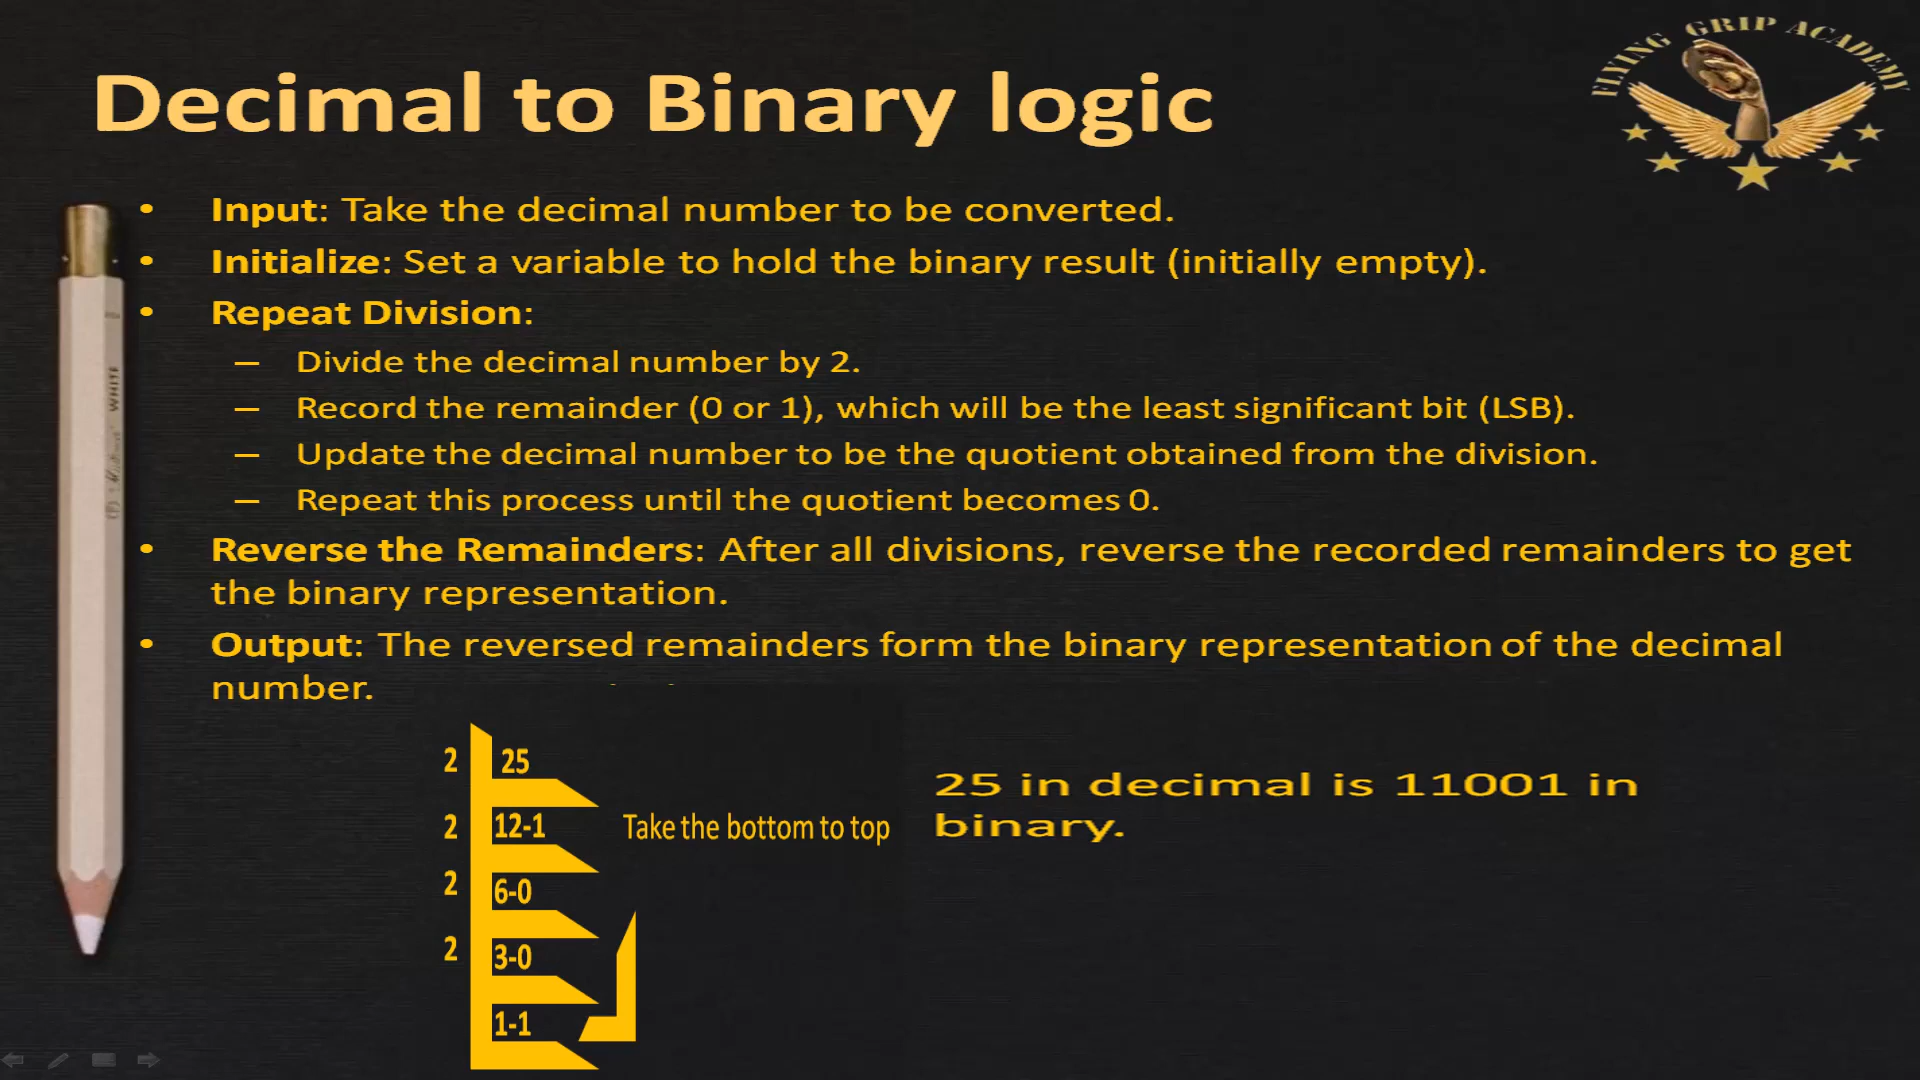 FLYING GRIP ACADEMY
Decimal to Binary logic
• Input: Take the decimal number to be converted.
• Initialize: Set a variable to hold the binary result (initially empty).
• Repeat Division:
– Divide the decimal number by 2.
– Record the remainder (0 or 1), which will be the least significant bit (LSB).
– Update the decimal number to be the quotient obtained from the division.
– Repeat this process until the quotient becomes 0.
• Reverse the Remainders: After all divisions, reverse the recorded remainders to get
the binary representation.
• Output: The reversed remainders form the binary representation of the decimal
number.
2 25
2 12-1
2 6-0
2 3-0
1-1
Take the bottom to top
25 in decimal is 11001 in
binary.
WHITE